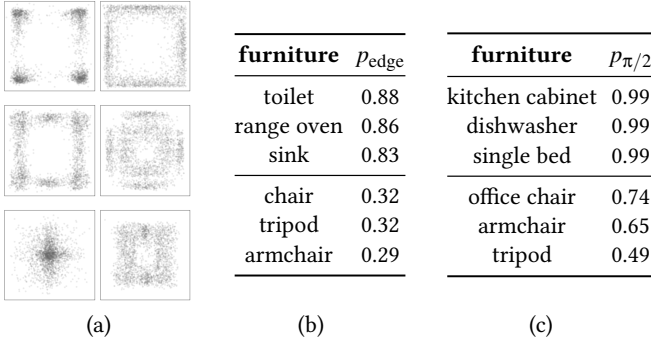 furniture p_edge
toilet 0.88
range oven 0.86
sink 0.83
chair 0.32
tripod 0.32
armchair 0.29
furniture p_π/2
kitchen cabinet 0.99
dishwasher 0.99
single bed 0.99
office chair 0.74
armchair 0.65
tripod 0.49
(a) (b) (c)